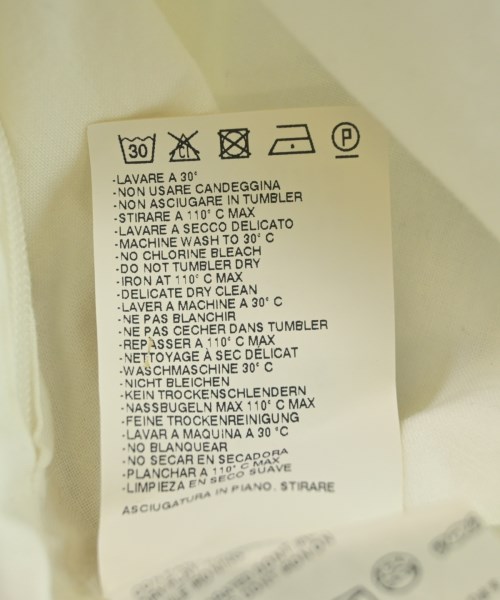 30 CL P
-LAVARE A 30°
-NON USARE CANDEGGINA
-NON ASCIUGARE IN TUMBLER
-STIRARE A 110° C MAX
-LAVARE A SECCO DELICATO
-MACHINE WASH TO 30° C
-NO CHLORINE BLEACH
-DO NOT TUMBLER DRY
-IRON AT 110° C MAX
-DELICATE DRY CLEAN
-LAVER A MACHINE A 30° C
-NE PAS BLANCHIR
-NE PAS CECHER DANS TUMBLER
-REPASSER A 110° C MAX
-NETTOYAGE À SEC DÉLICAT
-WASCHMASCHINE 30° C
-NICHT BLEICHEN
-KEIN TROCKENSCHLENDERN
-NASSBUGELN MAX 110° C MAX
-FEINE TROCKENREINIGUNG
-LAVAR A MAQUINA A 30 °C
-NO BLANQUEAR
-NO SECAR EN SECADORA
-PLANCHAR A 110° C MAX
-LIMPIEZA EN SECO SUAVE
ASCIUGATURA IN PIANO. STIRARE